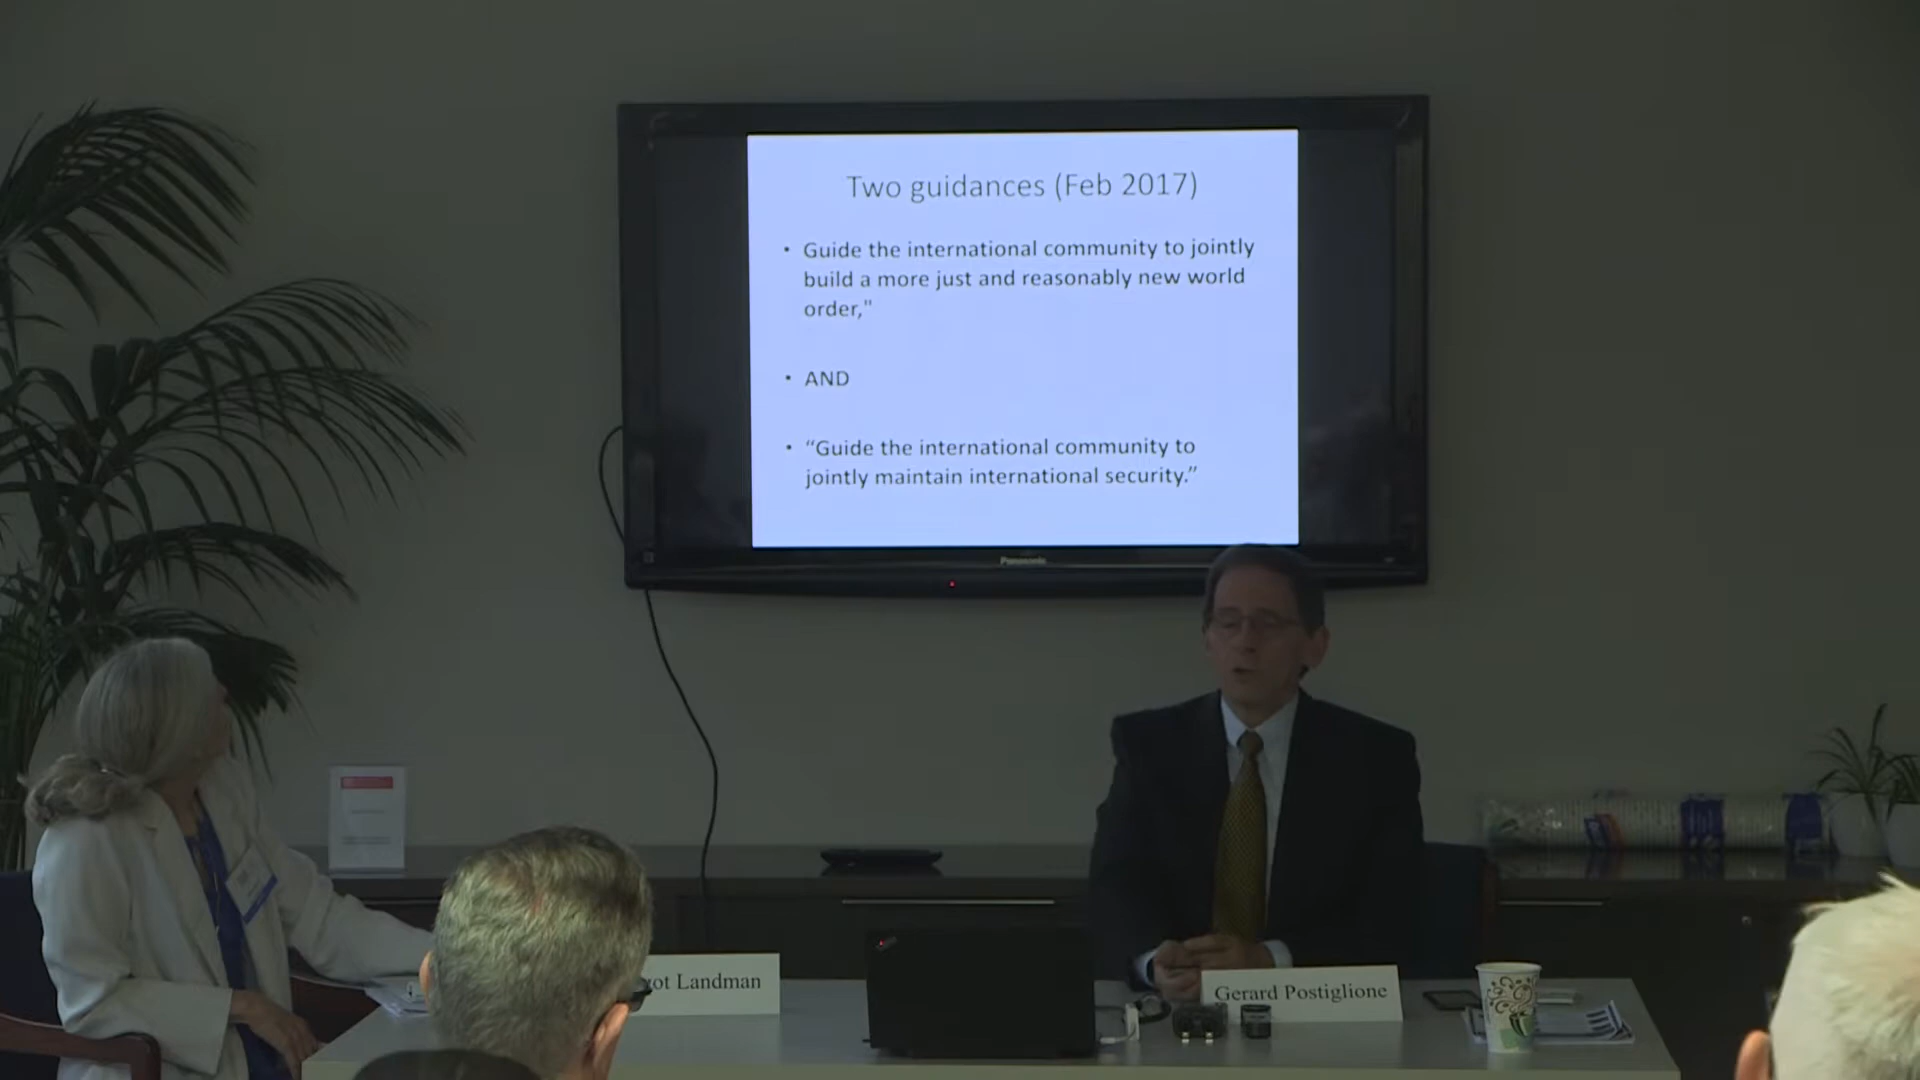 Two guidances (Feb 2017)
• Guide the international community to jointly
build a more just and reasonably new world
order,"
• AND
• “Guide the international community to
jointly maintain international security.”
Panasonic
got Landman
Gerard Postiglione